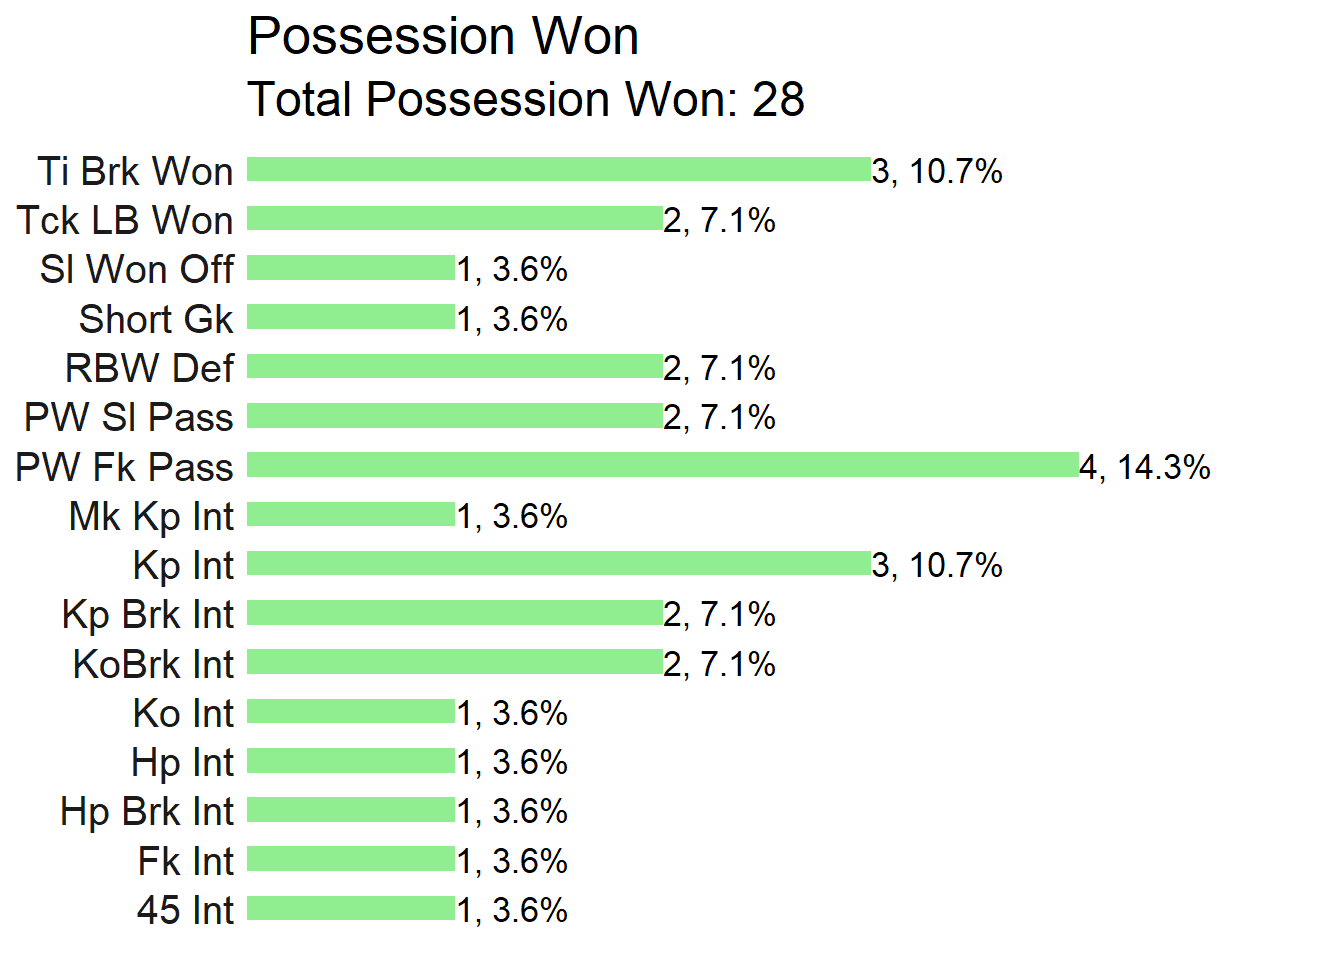 Possession Won
Total Possession Won: 28
Ti Brk Won 3, 10.7%
Tck LB Won 2, 7.1%
Sl Won Off 1, 3.6%
Short Gk 1, 3.6%
RBW Def 2, 7.1%
PW Sl Pass 2, 7.1%
PW Fk Pass 4, 14.3%
Mk Kp Int 1, 3.6%
Kp Int 3, 10.7%
Kp Brk Int 2, 7.1%
KoBrk Int 2, 7.1%
Ko Int 1, 3.6%
Hp Int 1, 3.6%
Hp Brk Int 1, 3.6%
Fk Int 1, 3.6%
45 Int 1, 3.6%